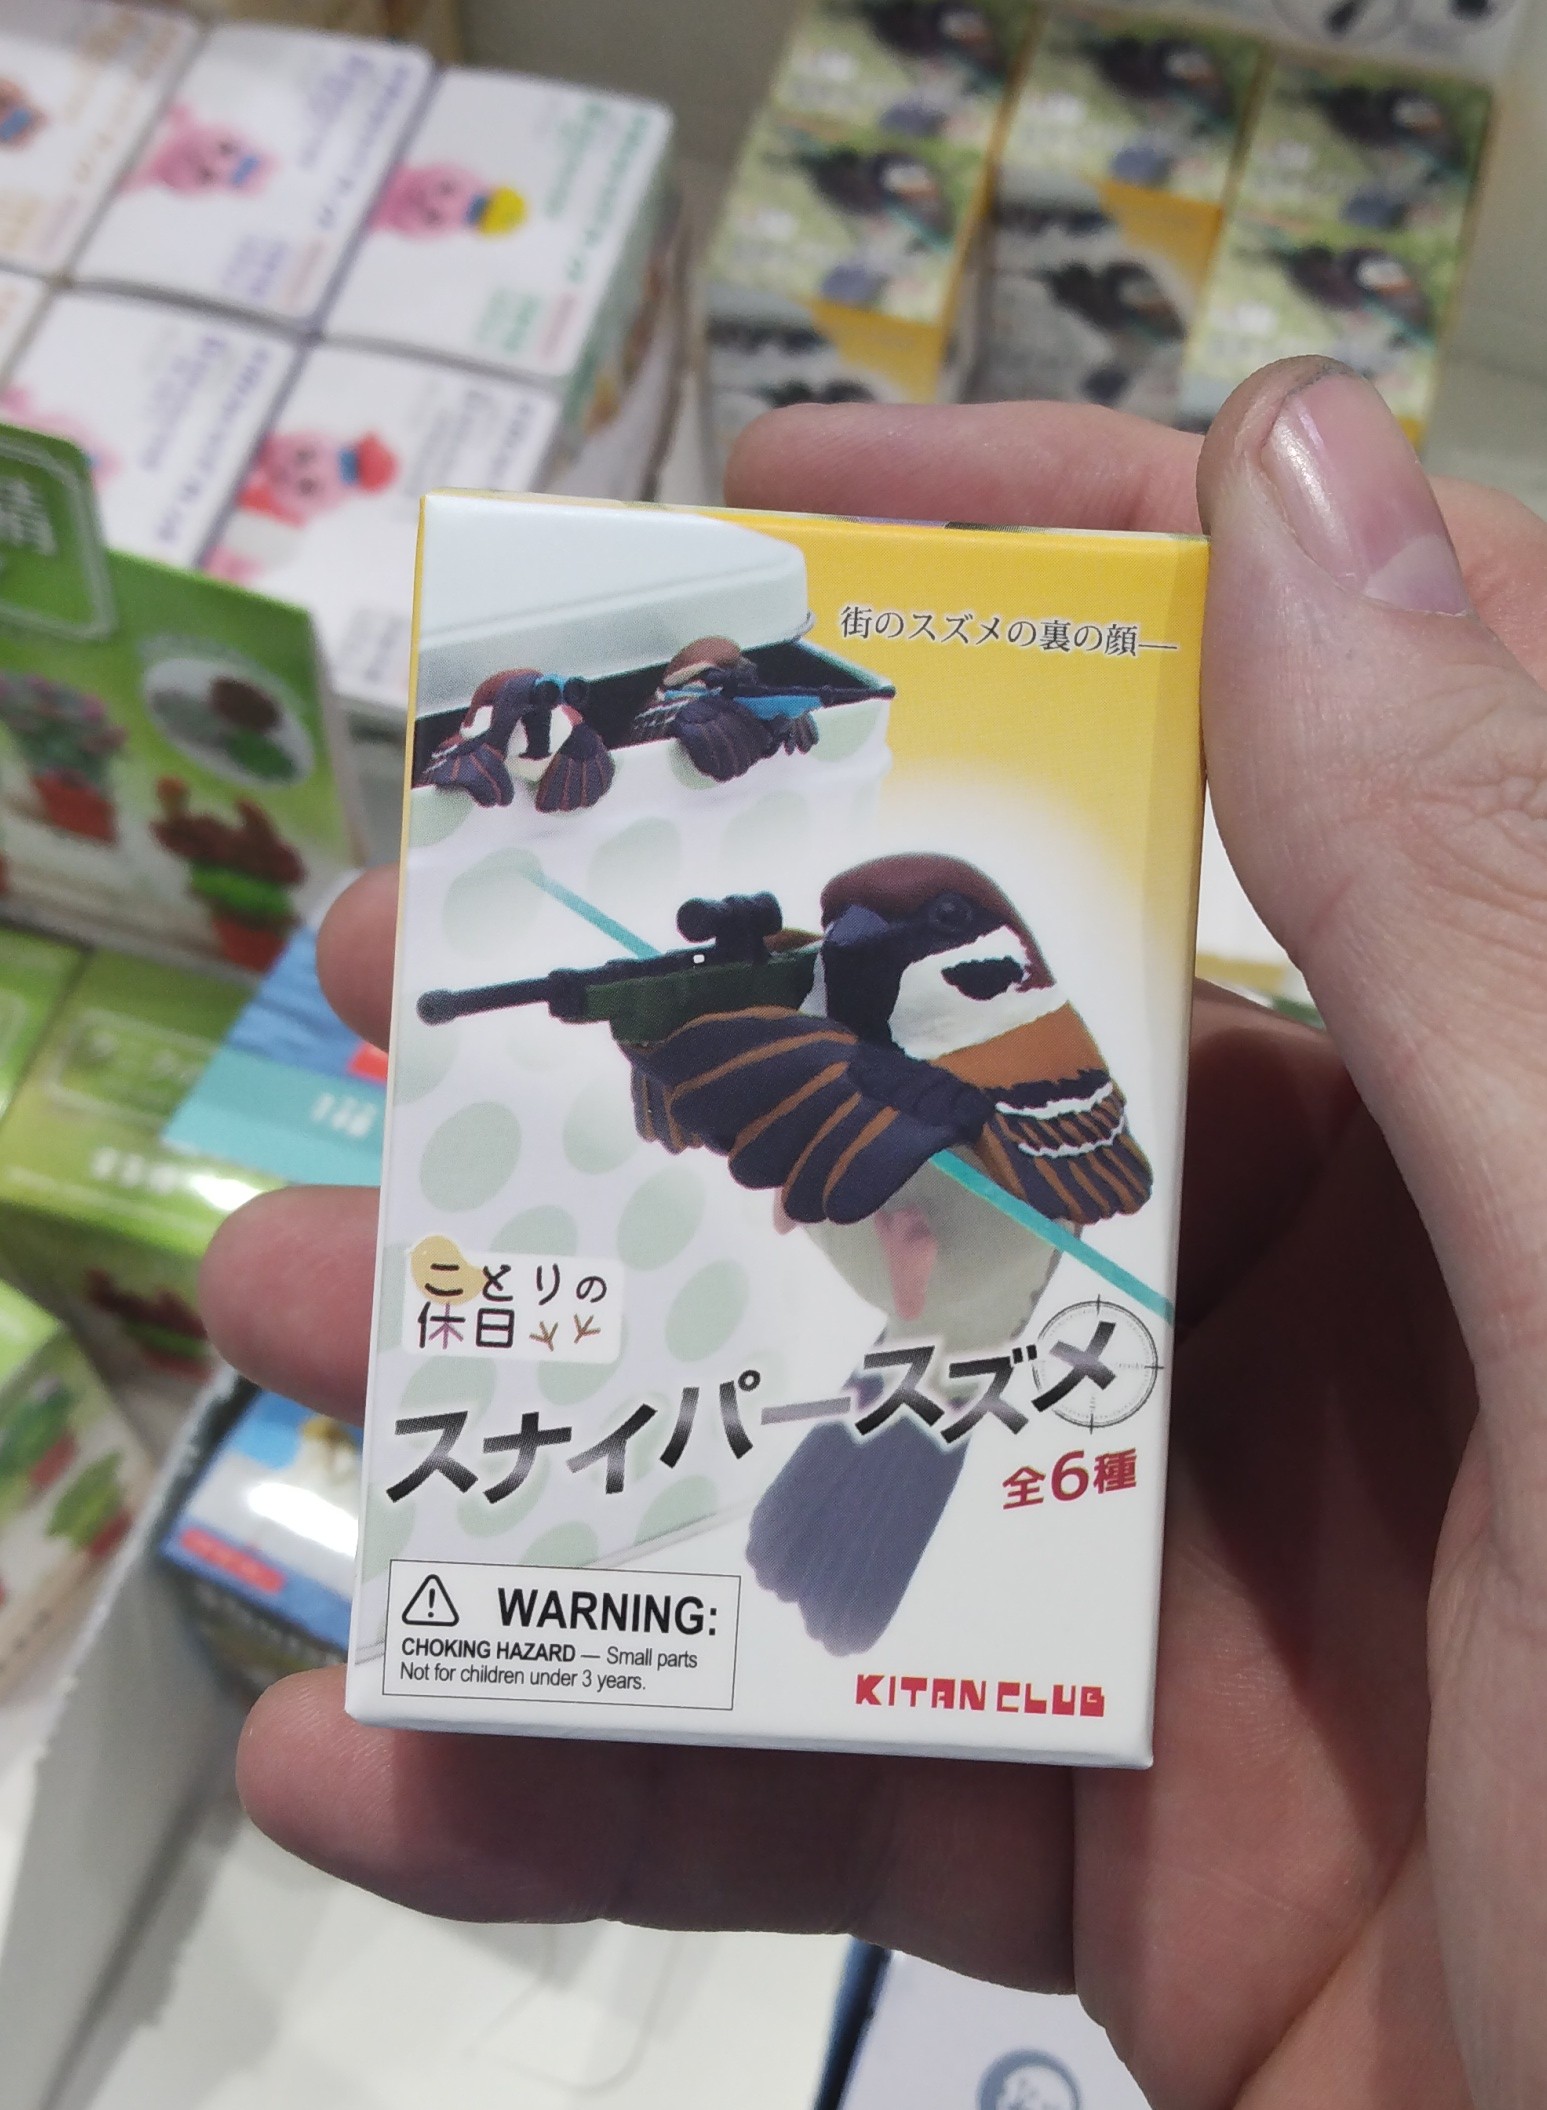 街のスズメの裏の顔―
ことりの
休日
スナイパースズメ
全6種
WARNING:
CHOKING HAZARD — Small parts
Not for children under 3 years.
KITAN CLUB